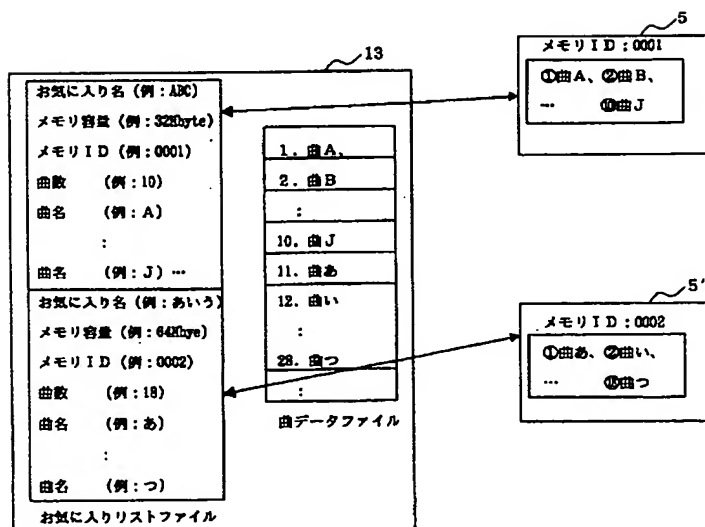 13
お気に入り名 (例:ABC)
メモリ容量 (例:32Mbyte)
メモリID (例:0001)
曲数 (例:10)
曲名 (例:A)
:
曲名 (例:J) …
お気に入り名 (例:あいう)
メモリ容量 (例:64Mbye)
メモリID (例:0002)
曲数 (例:18)
曲名 (例:あ)
:
曲名 (例:つ)
お気に入りリストファイル
1. 曲A、
2. 曲B
:
10. 曲J
11. 曲あ
12. 曲い
:
28. 曲つ
:
曲データファイル
5
メモリID:0001
①曲A、②曲B、
… ⑩曲J
5'
メモリID:0002
①曲あ、②曲い、
… ⑱曲つ